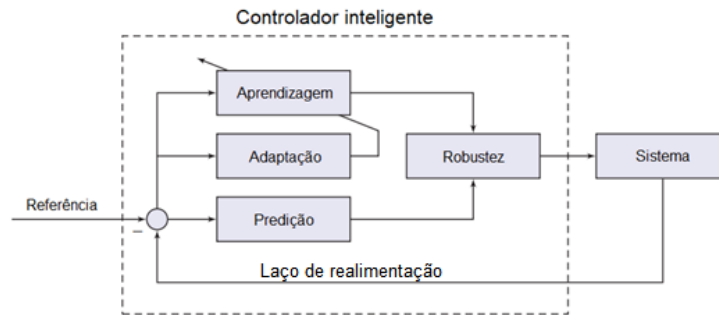 Controlador inteligente
Aprendizagem
Adaptação
Robustez
Sistema
Referência
Predição
–
Laço de realimentação